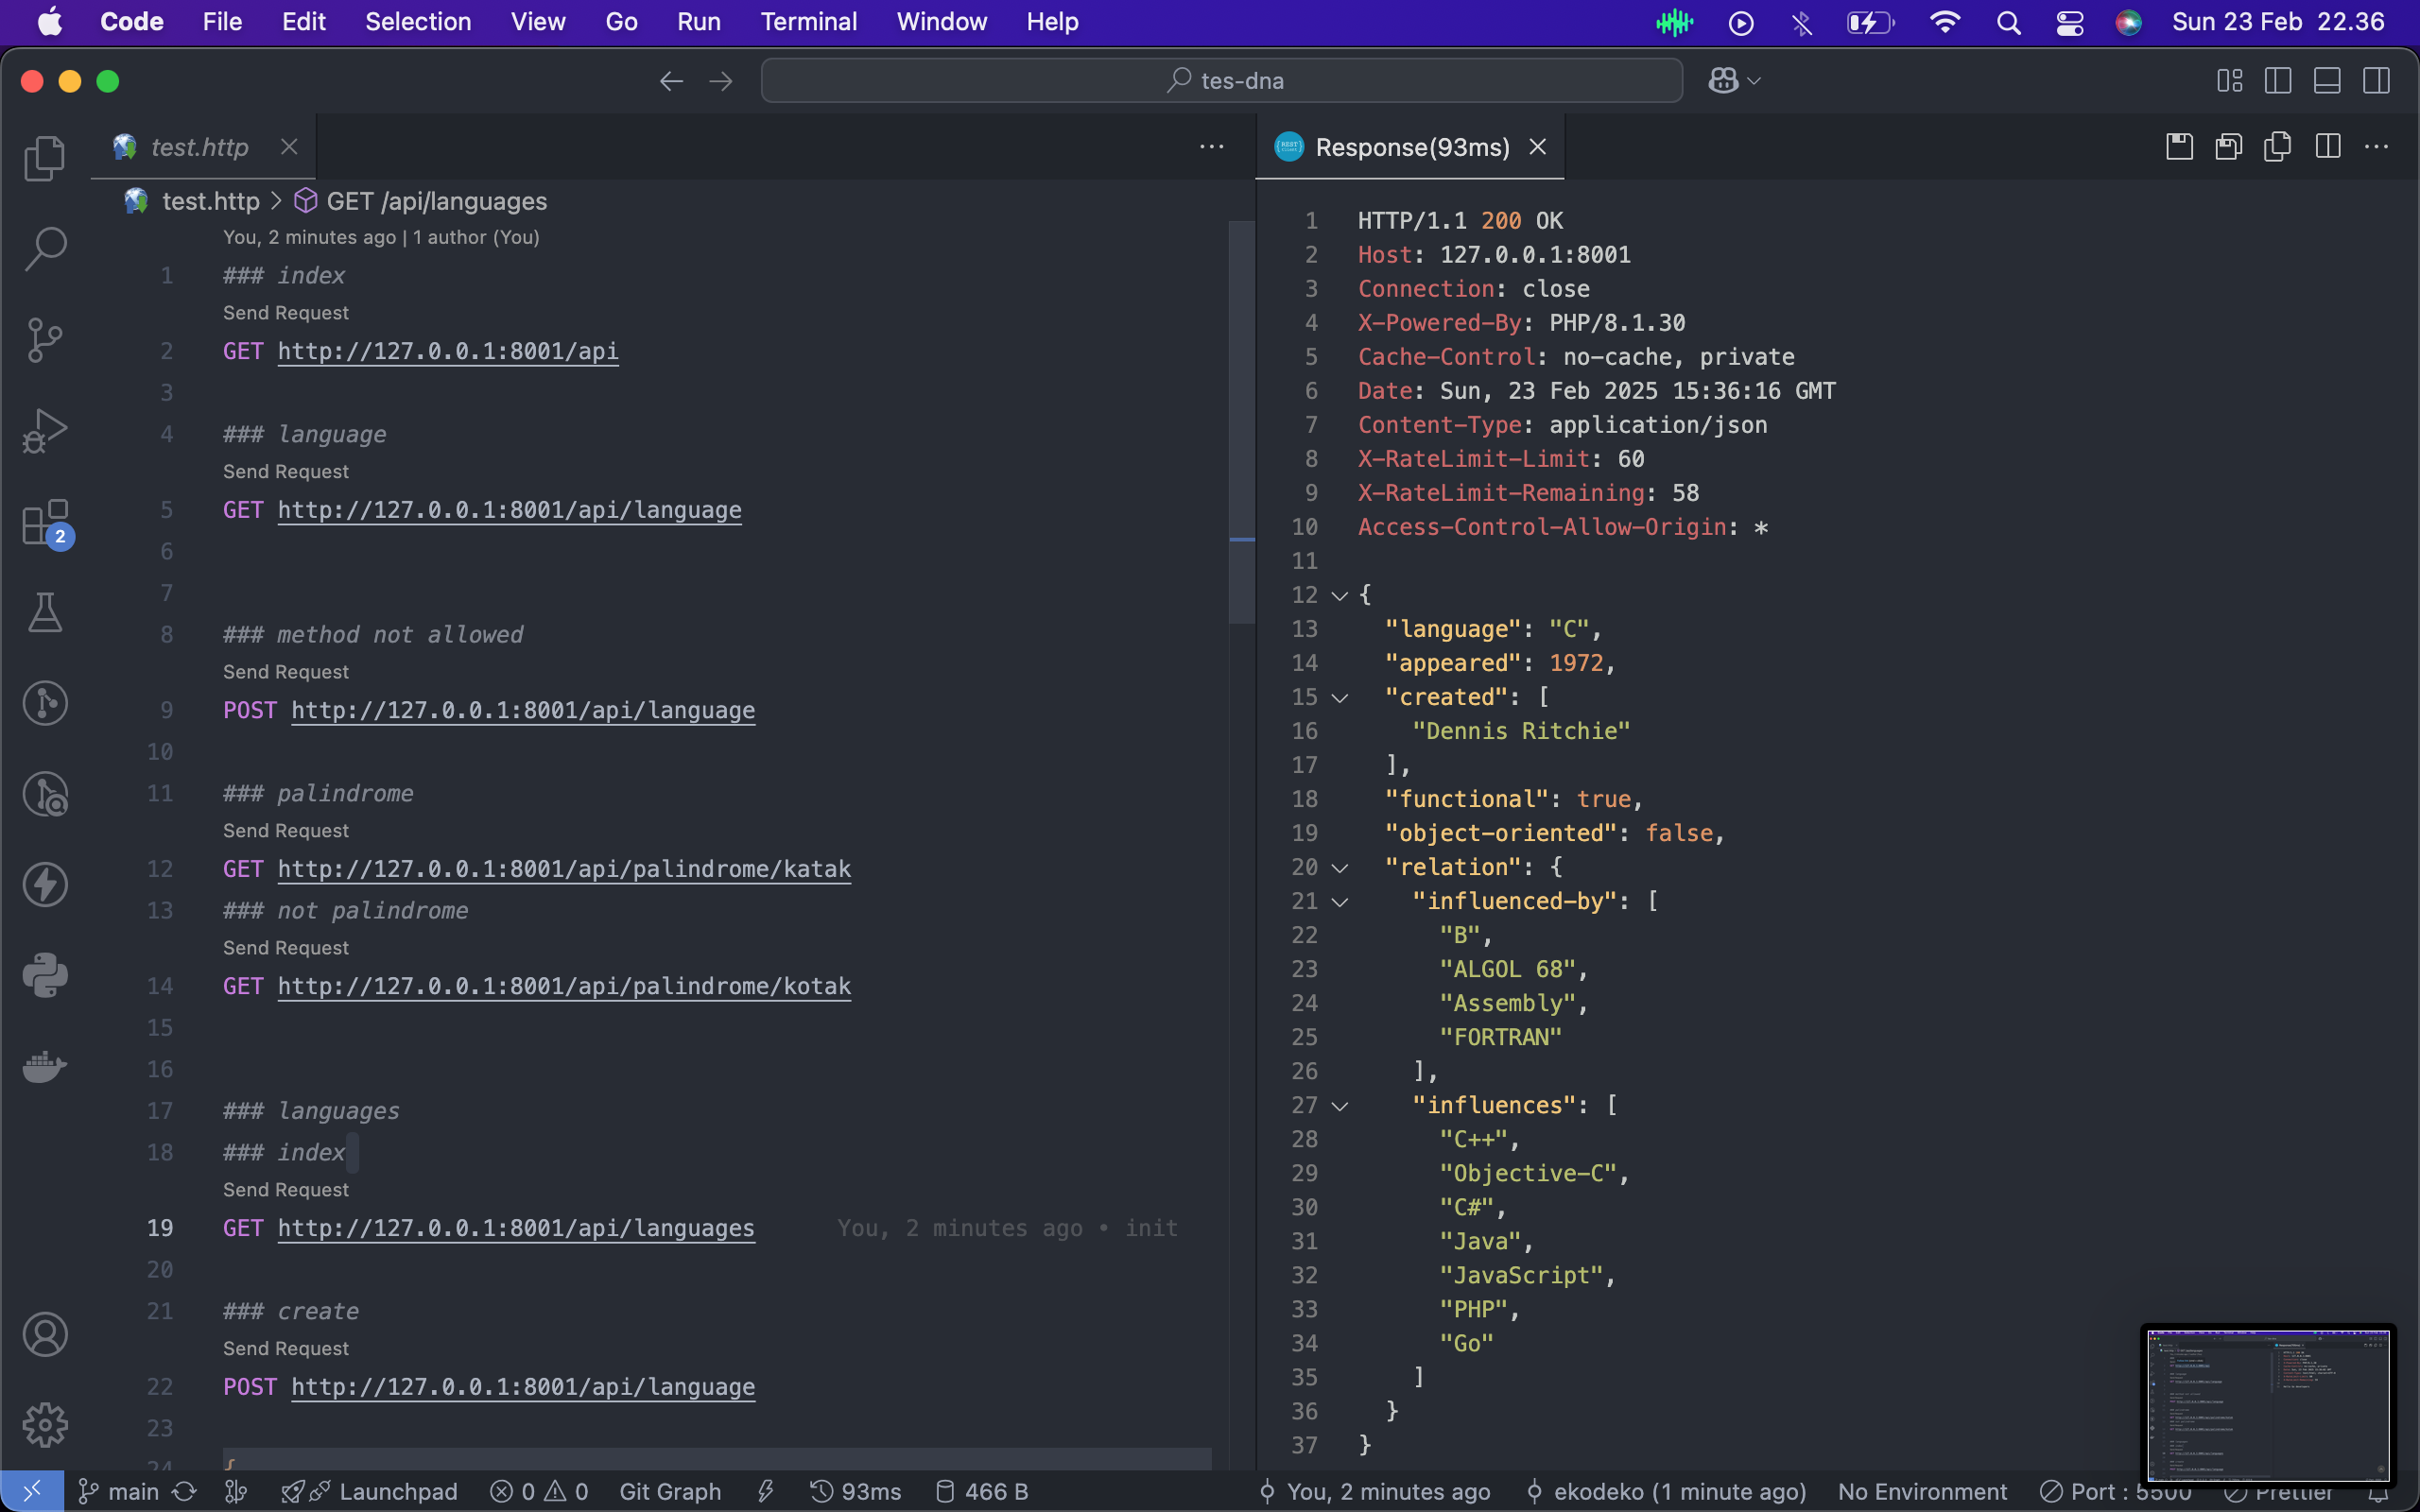 Code File Edit Selection View Go Run Terminal Window Help Sun 23 Feb 22.36
tes-dna
test.http
test.http > GET /api/languages
You, 2 minutes ago | 1 author (You)
1 ### index
Send Request
2 GET http://127.0.0.1:8001/api
3
4 ### language
Send Request
5 GET http://127.0.0.1:8001/api/language
6
7
8 ### method not allowed
Send Request
9 POST http://127.0.0.1:8001/api/language
10
11 ### palindrome
Send Request
12 GET http://127.0.0.1:8001/api/palindrome/katak
13 ### not palindrome
Send Request
14 GET http://127.0.0.1:8001/api/palindrome/kotak
15
16
17 ### languages
18 ### index
Send Request
19 GET http://127.0.0.1:8001/api/languages You, 2 minutes ago • init
20
21 ### create
Send Request
22 POST http://127.0.0.1:8001/api/language
23
24 {
2
Response(93ms)
1 HTTP/1.1 200 OK
2 Host: 127.0.0.1:8001
3 Connection: close
4 X-Powered-By: PHP/8.1.30
5 Cache-Control: no-cache, private
6 Date: Sun, 23 Feb 2025 15:36:16 GMT
7 Content-Type: application/json
8 X-RateLimit-Limit: 60
9 X-RateLimit-Remaining: 58
10 Access-Control-Allow-Origin: *
11
12 {
13 "language": "C",
14 "appeared": 1972,
15 "created": [
16 "Dennis Ritchie"
17 ],
18 "functional": true,
19 "object-oriented": false,
20 "relation": {
21 "influenced-by": [
22 "B",
23 "ALGOL 68",
24 "Assembly",
25 "FORTRAN"
26 ],
27 "influences": [
28 "C++",
29 "Objective-C",
30 "C#",
31 "Java",
32 "JavaScript",
33 "PHP",
34 "Go"
35 ]
36 }
37 }
main Launchpad 0 0 Git Graph 93ms 466 B You, 2 minutes ago ekodeko (1 minute ago) No Environment Port : 5500 Prettier